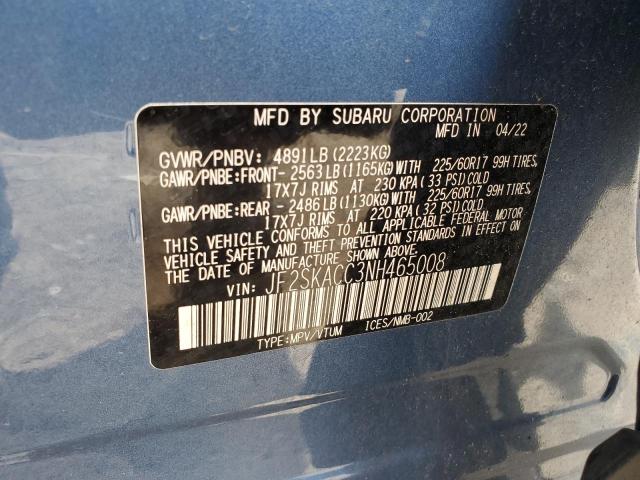 MFD BY SUBARU CORPORATION
MFD IN 04/22
GVWR/PNBV: 4891LB(2223KG)
GAWR/PNBE:FRONT- 2563LB(1165KG)WITH 225/60R17 99H TIRES,
17X7J RIMS AT 230 KPA(33 PSI)COLD
GAWR/PNBE:REAR - 2486LB(1130KG)WITH 225/60R17 99H TIRES,
17X7J RIMS AT 220 KPA(32 PSI)COLD
THIS VEHICLE CONFORMS TO ALL APPLICABLE FEDERAL MOTOR
VEHICLE SAFETY AND THEFT PREVENTION STANDARDS IN EFFECT
ON THE DATE OF MANUFACTURE SHOWN ABOVE.
VIN: JF2SKACC3NH465008
TYPE:MPV/VTUM ICES/NMB-002